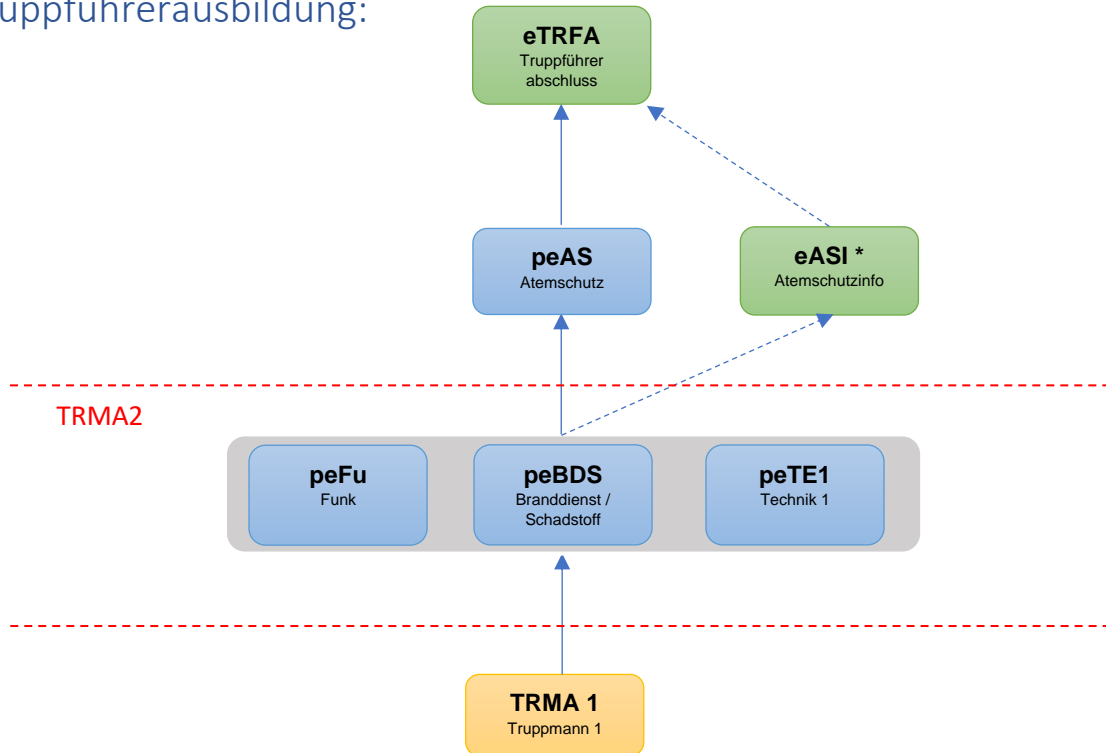 uppführerausbildung:
eTRFA
Truppführer
abschluss
peAS
Atemschutz
eASI *
Atemschutzinfo
TRMA2
peFu
Funk
peBDS
Branddienst /
Schadstoff
peTE1
Technik 1
TRMA 1
Truppmann 1